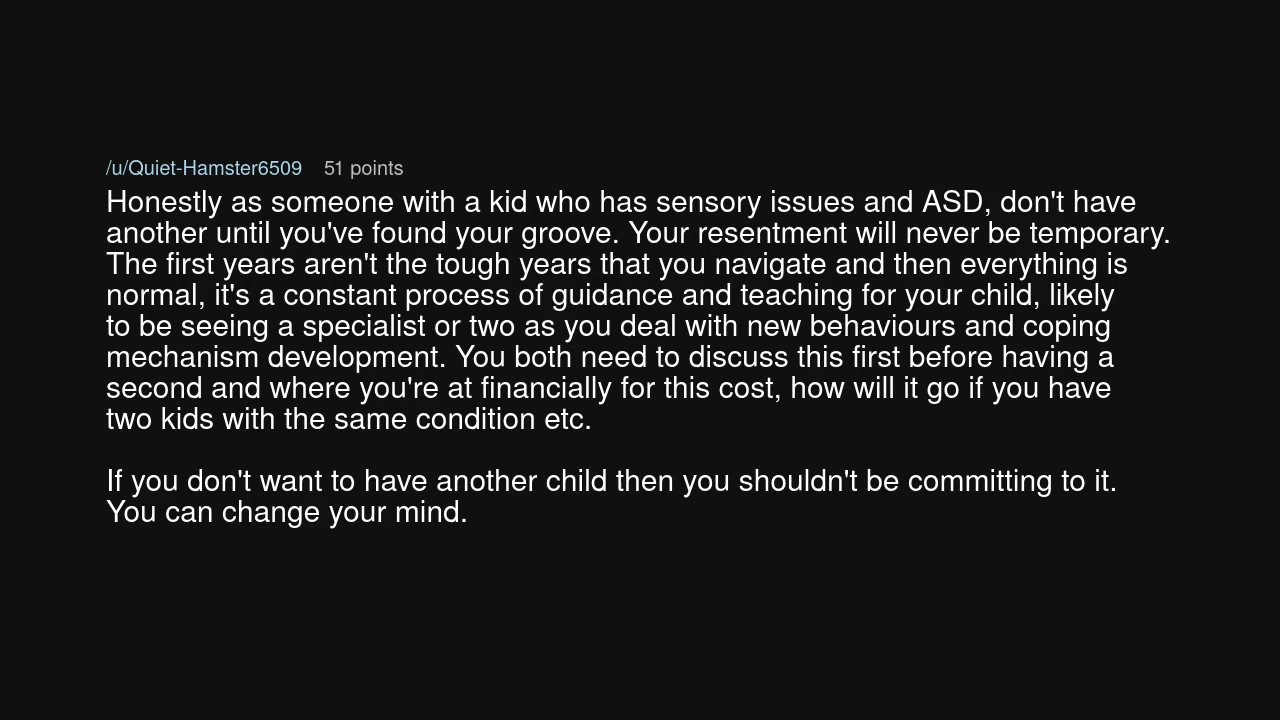 /u/Quiet-Hamster6509 51 points
Honestly as someone with a kid who has sensory issues and ASD, don't have
another until you've found your groove. Your resentment will never be temporary.
The first years aren't the tough years that you navigate and then everything is
normal, it's a constant process of guidance and teaching for your child, likely
to be seeing a specialist or two as you deal with new behaviours and coping
mechanism development. You both need to discuss this first before having a
second and where you're at financially for this cost, how will it go if you have
two kids with the same condition etc.
If you don't want to have another child then you shouldn't be committing to it.
You can change your mind.